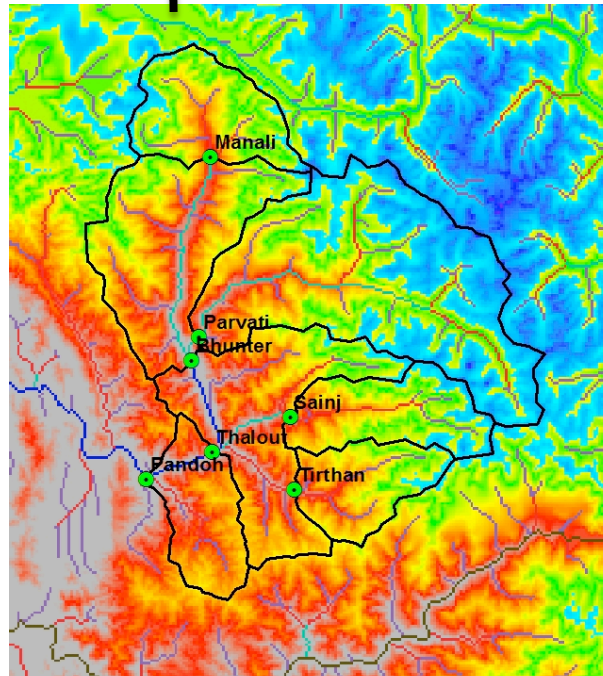 Manali
Parvati
Bhunter
Sainj
Thalout
Pandoh
Tirthan